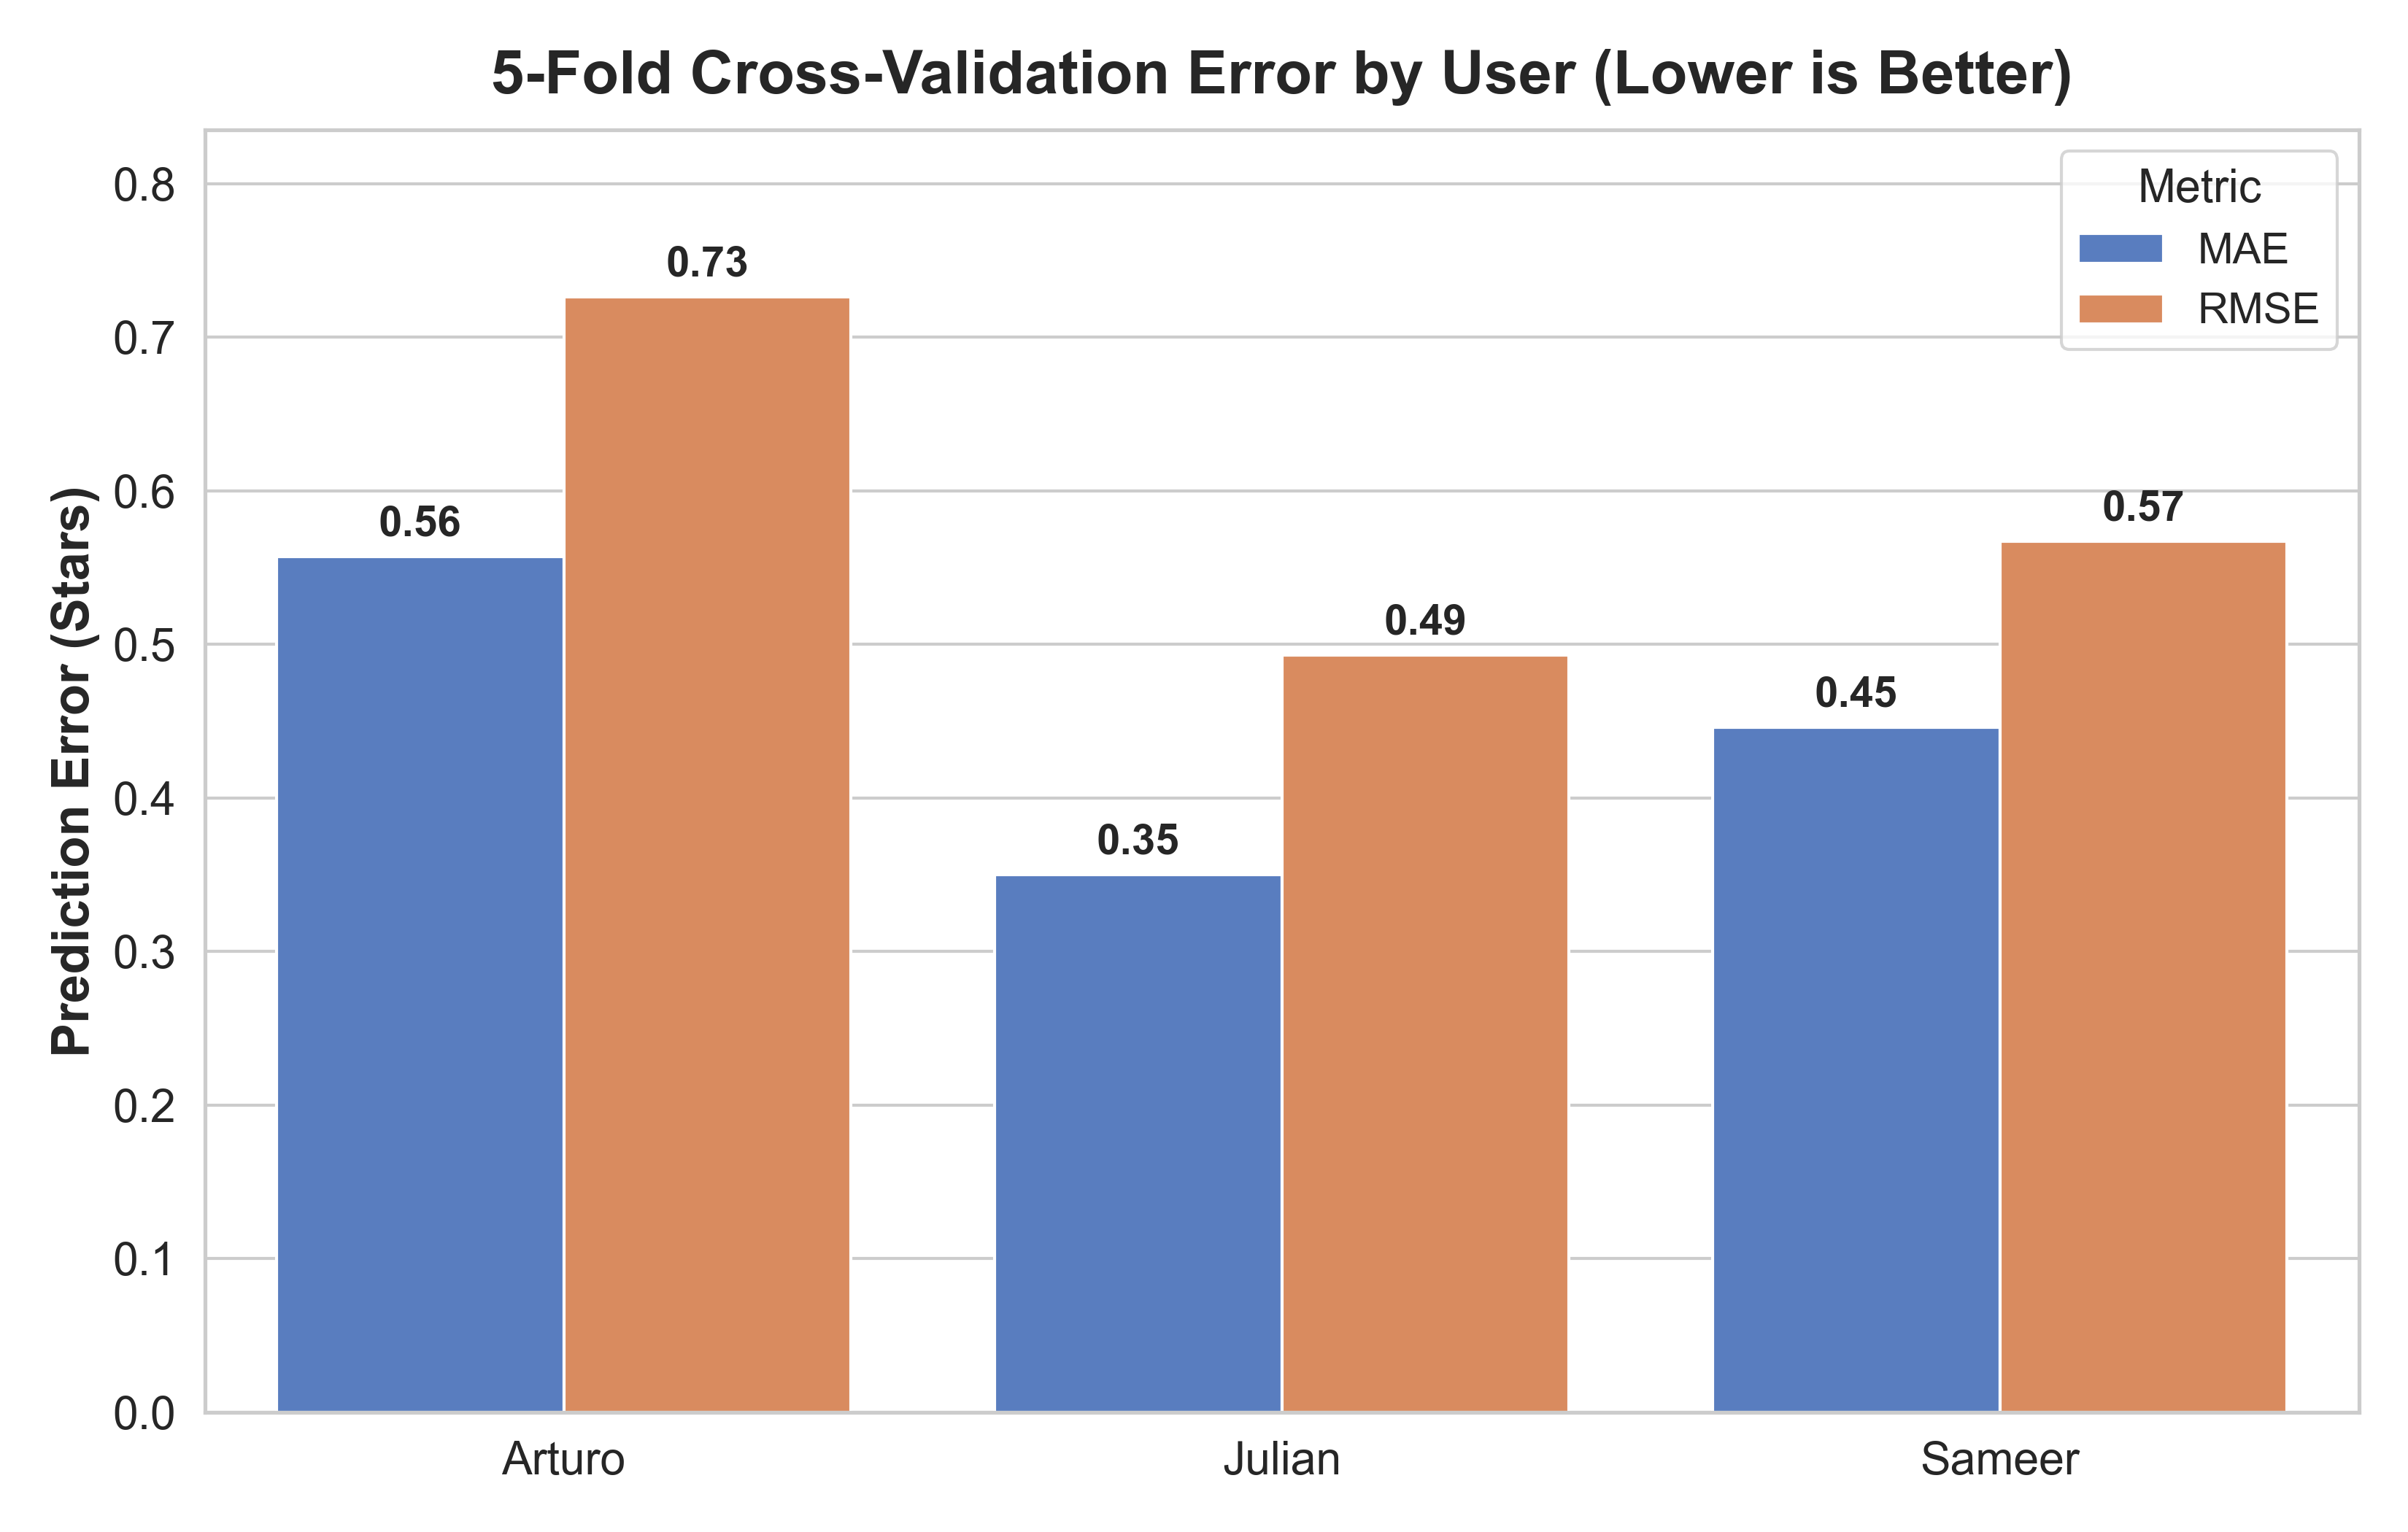 5-Fold Cross-Validation Error by User (Lower is Better)
Prediction Error (Stars)
0.8
0.7
0.6
0.5
0.4
0.3
0.2
0.1
0.0
Metric
MAE
RMSE
0.56
0.73
0.35
0.49
0.45
0.57
Arturo
Julian
Sameer